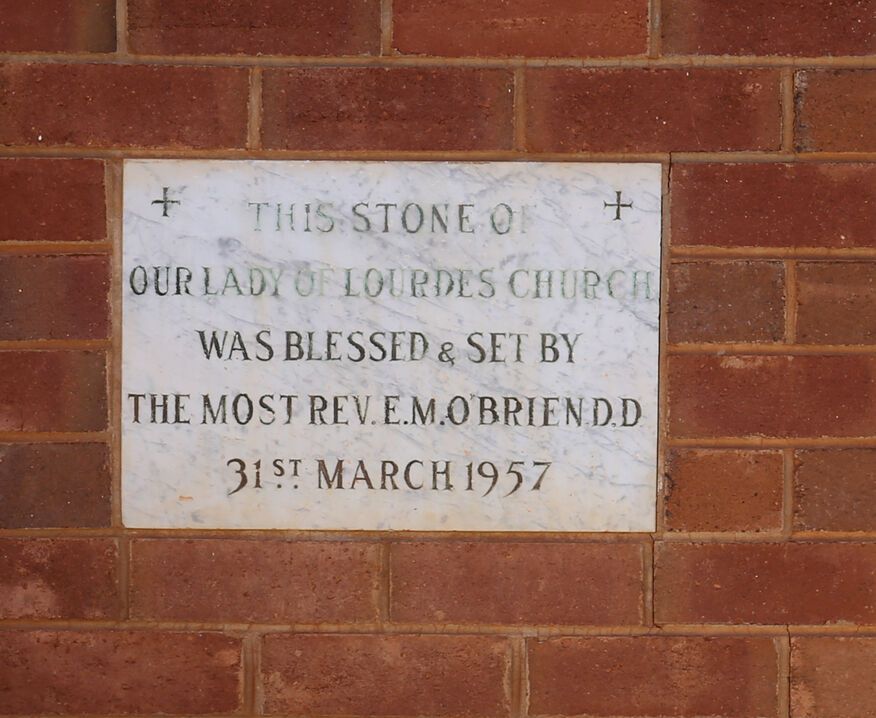 THIS STONE OF
OUR LADY OF LOURDES CHURCH
WAS BLESSED & SET BY
THE MOST REV. E.M. O'BRIEN. D.D
31ST. MARCH 1957